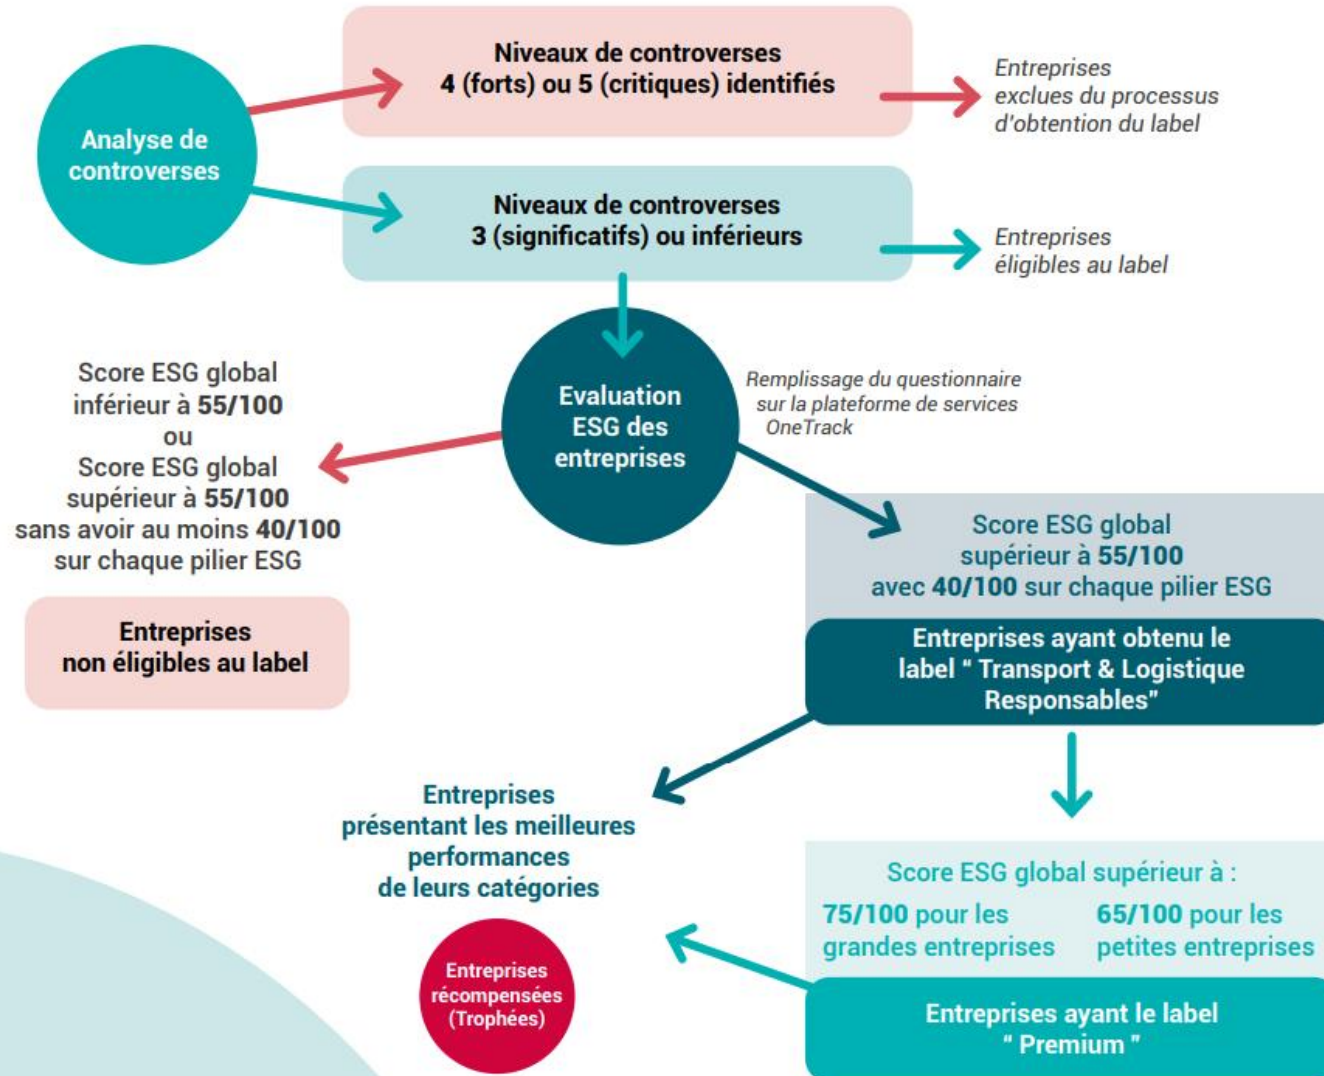 Analyse de
controverses
Niveaux de controverses
4 (forts) ou 5 (critiques) identifiés
Entreprises
exclues du processus
d'obtention du label
Niveaux de controverses
3 (significatifs) ou inférieurs
Entreprises
éligibles au label
Evaluation
ESG des
entreprises
Remplissage du questionnaire
sur la plateforme de services
OneTrack
Score ESG global
inférieur à 55/100
ou
Score ESG global
supérieur à 55/100
sans avoir au moins 40/100
sur chaque pilier ESG
Entreprises
non éligibles au label
Score ESG global
supérieur à 55/100
avec 40/100 sur chaque pilier ESG
Entreprises ayant obtenu le
label “ Transport & Logistique
Responsables”
Entreprises
présentant les meilleures
performances
de leurs catégories
Entreprises
récompensées
(Trophées)
Score ESG global supérieur à :
75/100 pour les
grandes entreprises
65/100 pour les
petites entreprises
Entreprises ayant le label
“ Premium ”